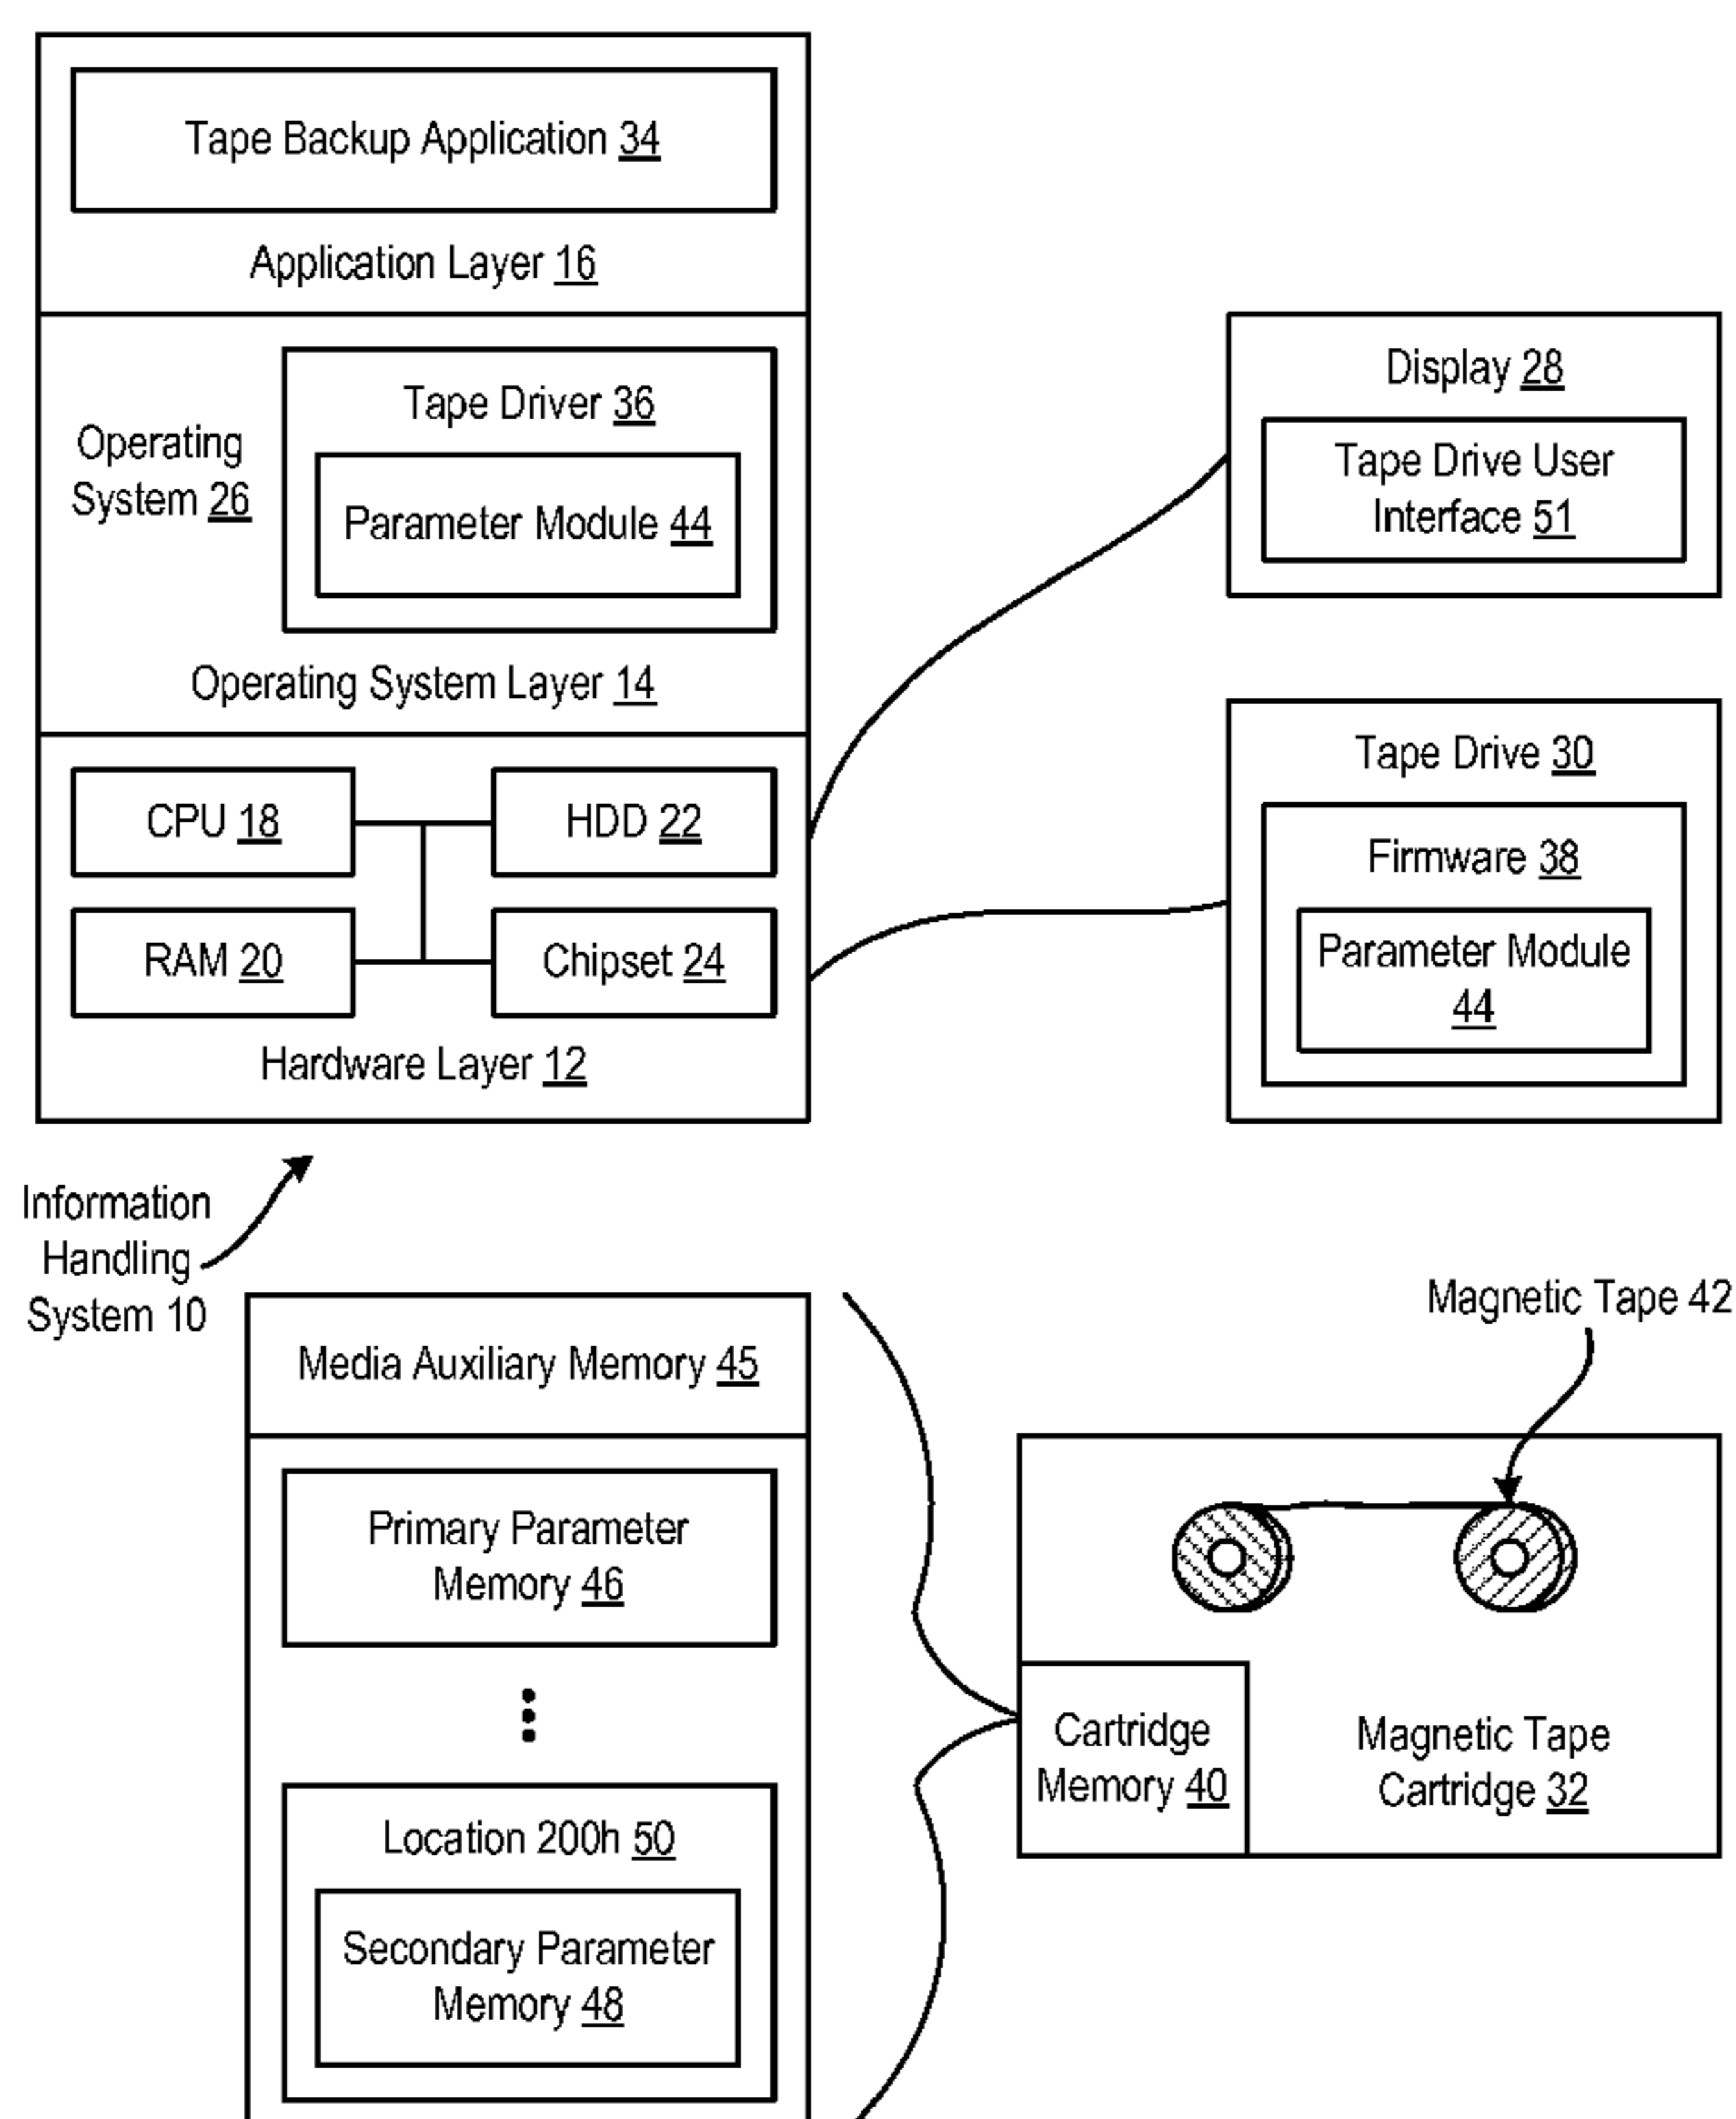 Tape Backup Application 34
Application Layer 16
Operating
System 26
Tape Driver 36
Parameter Module 44
Operating System Layer 14
CPU 18
HDD 22
RAM 20
Chipset 24
Hardware Layer 12
Display 28
Tape Drive User
Interface 51
Tape Drive 30
Firmware 38
Parameter Module
44
Information
Handling
System 10
Media Auxiliary Memory 45
Primary Parameter
Memory 46
Location 200h 50
Secondary Parameter
Memory 48
Magnetic Tape 42
Cartridge
Memory 40
Magnetic Tape
Cartridge 32